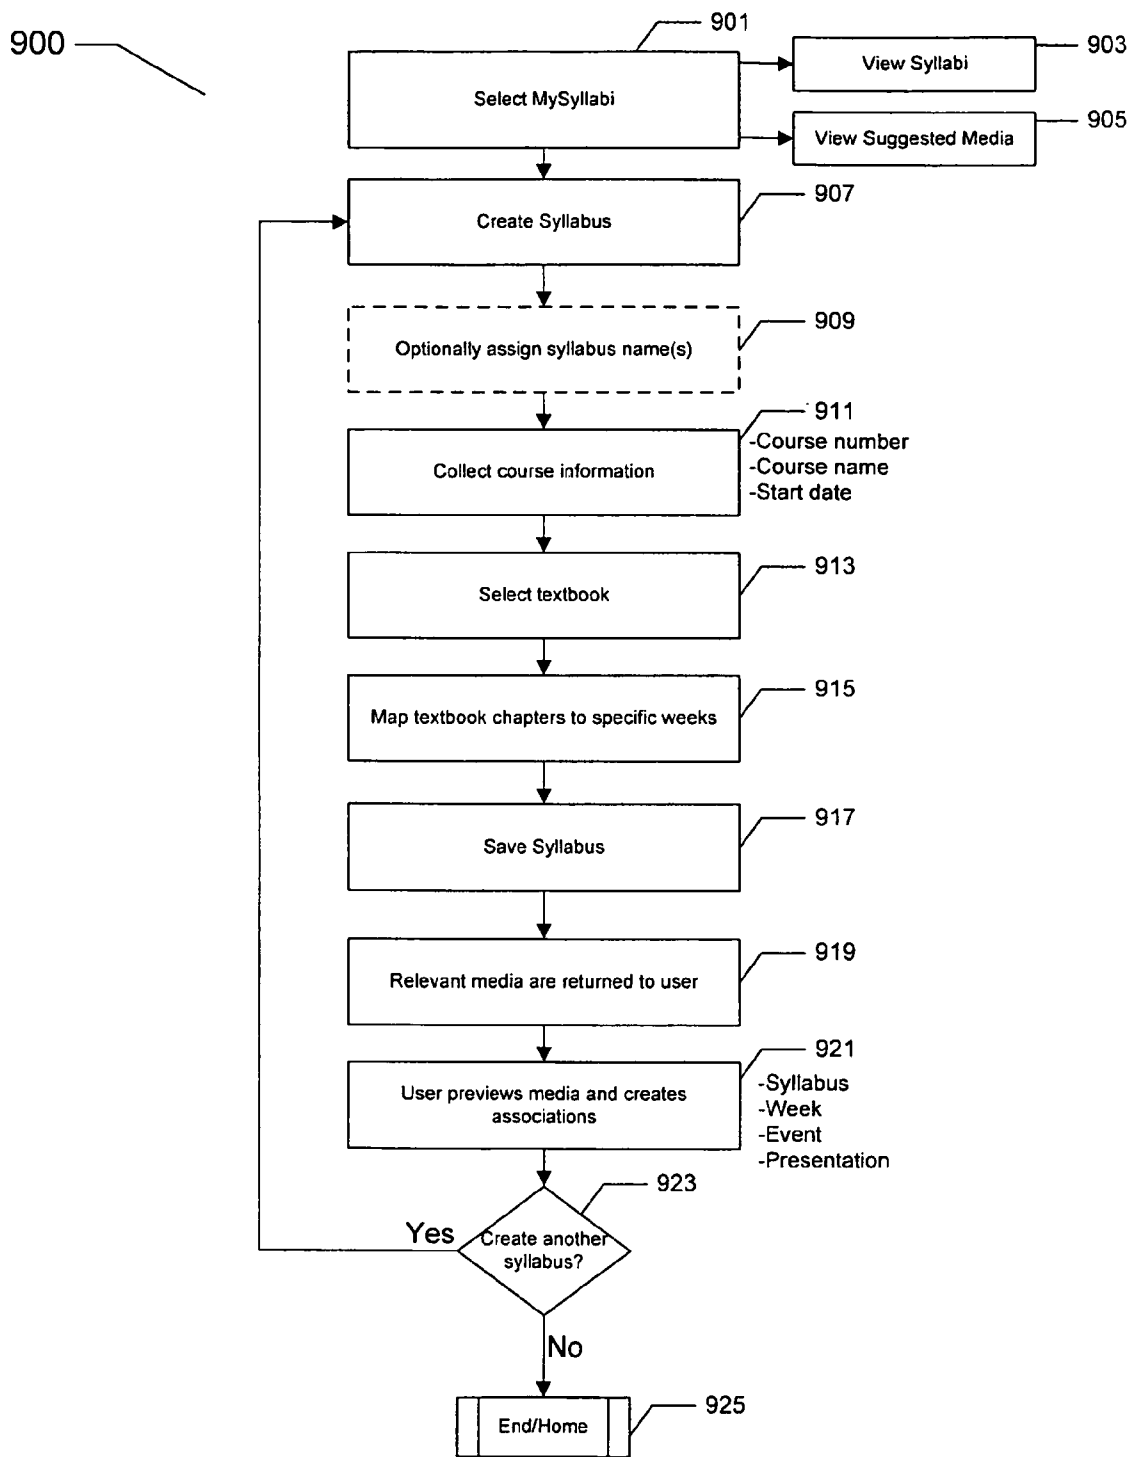 900
901
Select MySyllabi
View Syllabi
903
View Suggested Media
905
Create Syllabus
907
Optionally assign syllabus name(s)
909
Collect course information
911
-Course number
-Course name
-Start date
Select textbook
913
Map textbook chapters to specific weeks
915
Save Syllabus
917
Relevant media are returned to user
919
User previews media and creates
associations
921
-Syllabus
-Week
-Event
-Presentation
923
Create another
syllabus?
Yes
No
End/Home
925